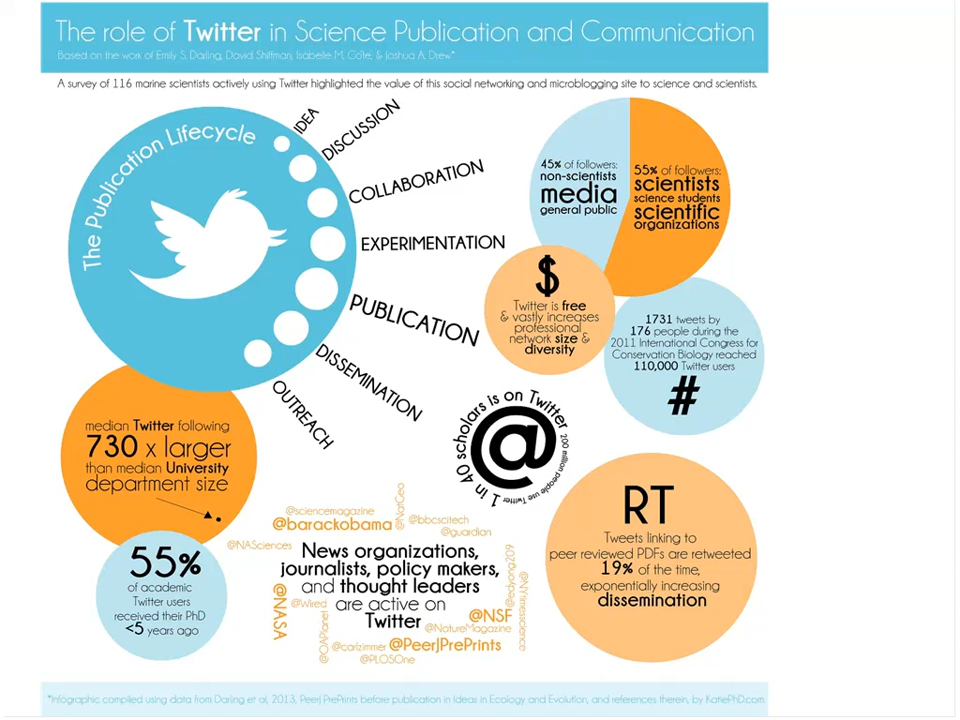 The role of Twitter in Science Publication and Communication
Based on the work of Emily S. Darling, David Shiffman, Isabelle M. Côté, & Joshua A. Drew*
A survey of 116 marine scientists actively using Twitter highlighted the value of this social networking and microblogging site to science and scientists.
The Publication Lifecycle
IDEA
DISCUSSION
COLLABORATION
EXPERIMENTATION
PUBLICATION
DISSEMINATION
OUTREACH
45% of followers:
non-scientists
media
general public
55% of followers:
scientists
science students
scientific
organizations
$
Twitter is free
& vastly increases
professional
network size &
diversity
1731 tweets by
176 people during the
2011 International Congress for
Conservation Biology reached
110,000 Twitter users
#
median Twitter following
730 x larger
than median University
department size
1 in 40 scholars is on Twitter
200 million people use Twitter
@
55%
of academic
Twitter users
received their PhD
<5 years ago
@sciencemagazine
@barackobama
@NatGeo
@bbcscitech
@guardian
@NASciences
News organizations,
journalists, policy makers,
and thought leaders
are active on
Twitter
@NASA
@Wired
@OAPlanet
@carlzimmer
@PLOSOne
@PeerJPrePrints
@NatureMagazine
@NSF
@edyong209
@NYTimesscience
RT
Tweets linking to
peer reviewed PDFs are retweeted
19% of the time,
exponentially increasing
dissemination
*Infographic compiled using data from Darling et al, 2013, PeerJ PrePrints before publication in Ideas in Ecology and Evolution, and references therein, by KatiePhD.com